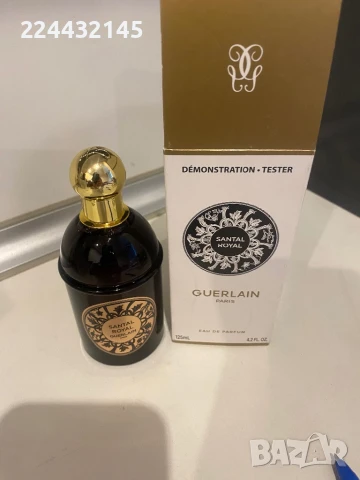 224432145
DÉMONSTRATION • TESTER
SANTAL
ROYAL
GUERLAIN
PARIS
EAU DE PARFUM
125ml 4.2 FL. OZ
SANTAL
ROYAL
GUERLAIN
BAZAR